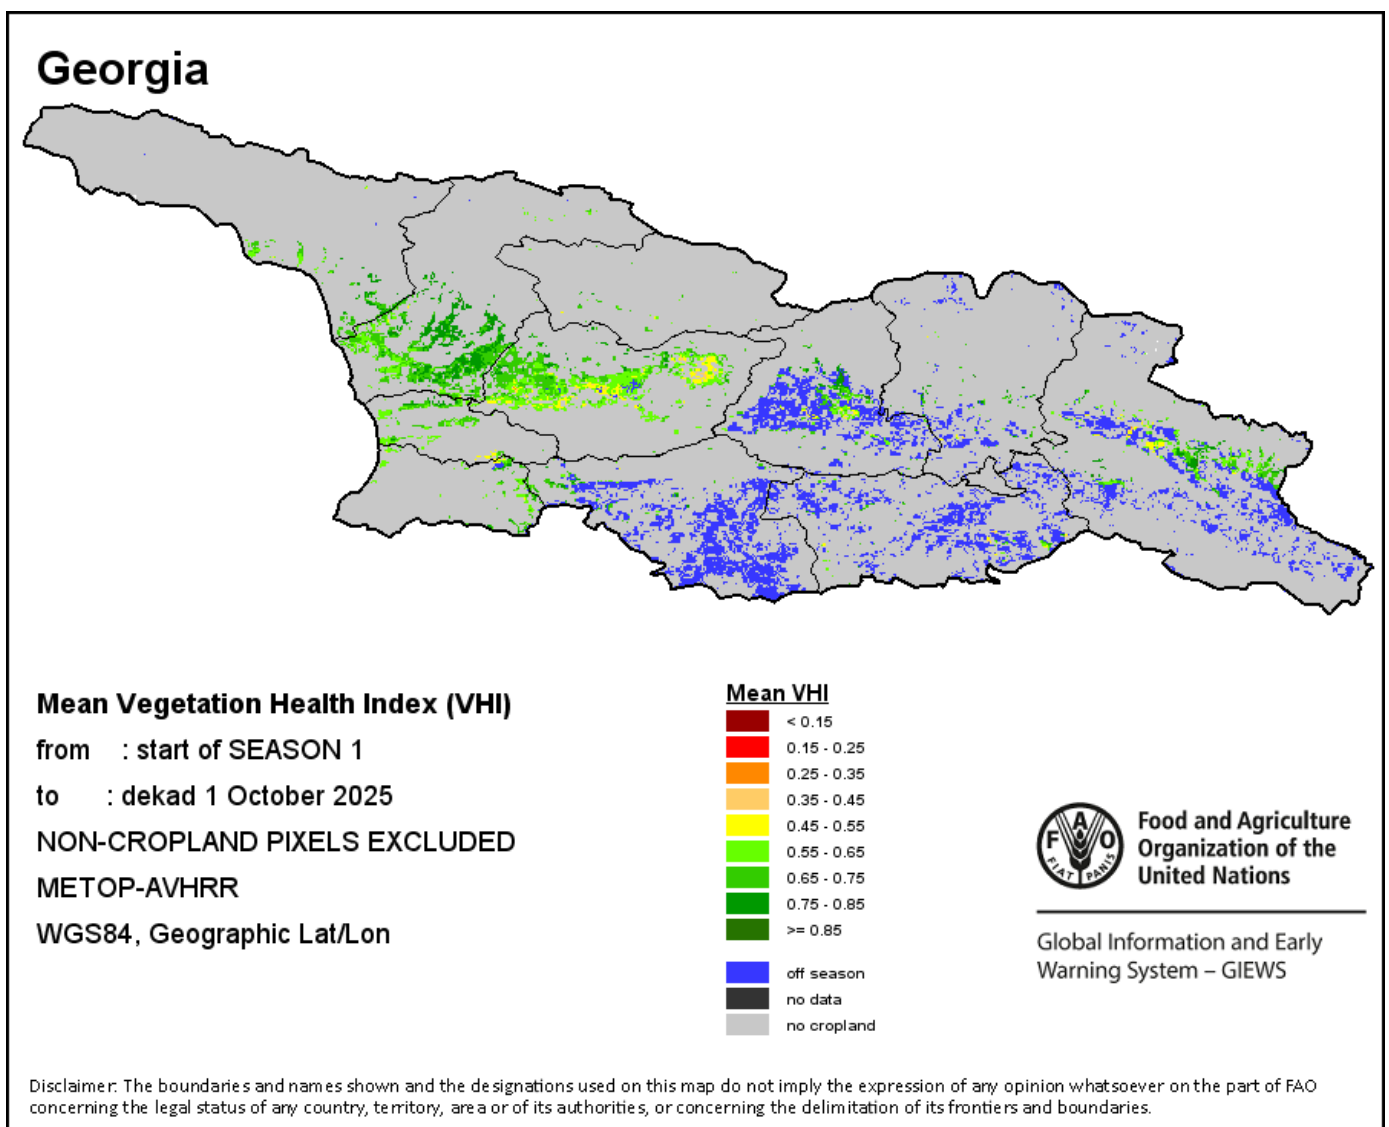 Georgia
Mean Vegetation Health Index (VHI)
from : start of SEASON 1
to : dekad 1 October 2025
NON-CROPLAND PIXELS EXCLUDED
METOP-AVHRR
WGS84, Geographic Lat/Lon
Mean VHI
< 0.15
0.15 - 0.25
0.25 - 0.35
0.35 - 0.45
0.45 - 0.55
0.55 - 0.65
0.65 - 0.75
0.75 - 0.85
>= 0.85
off season
no data
no cropland
F A O
FIAT PANIS
Food and Agriculture
Organization of the
United Nations
Global Information and Early
Warning System – GIEWS
Disclaimer: The boundaries and names shown and the designations used on this map do not imply the expression of any opinion whatsoever on the part of FAO
concerning the legal status of any country, territory, area or of its authorities, or concerning the delimitation of its frontiers and boundaries.